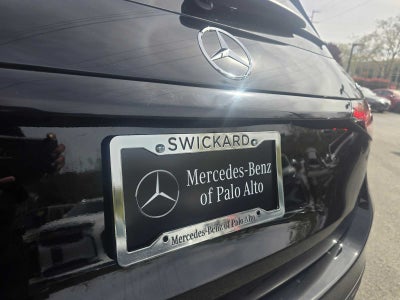 SWICKARD
Mercedes-Benz
of Palo Alto
Mercedes-Benz of Palo Alto